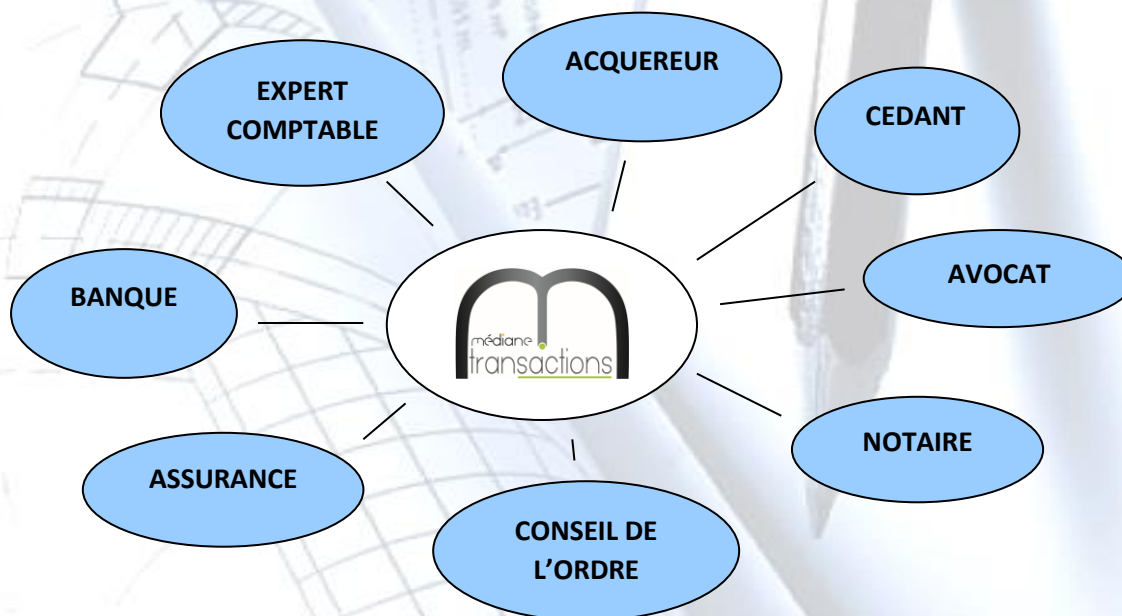 ACQUEREUR
EXPERT
COMPTABLE
CEDANT
BANQUE
AVOCAT
médiane
transactions
ASSURANCE
NOTAIRE
CONSEIL DE
L’ORDRE